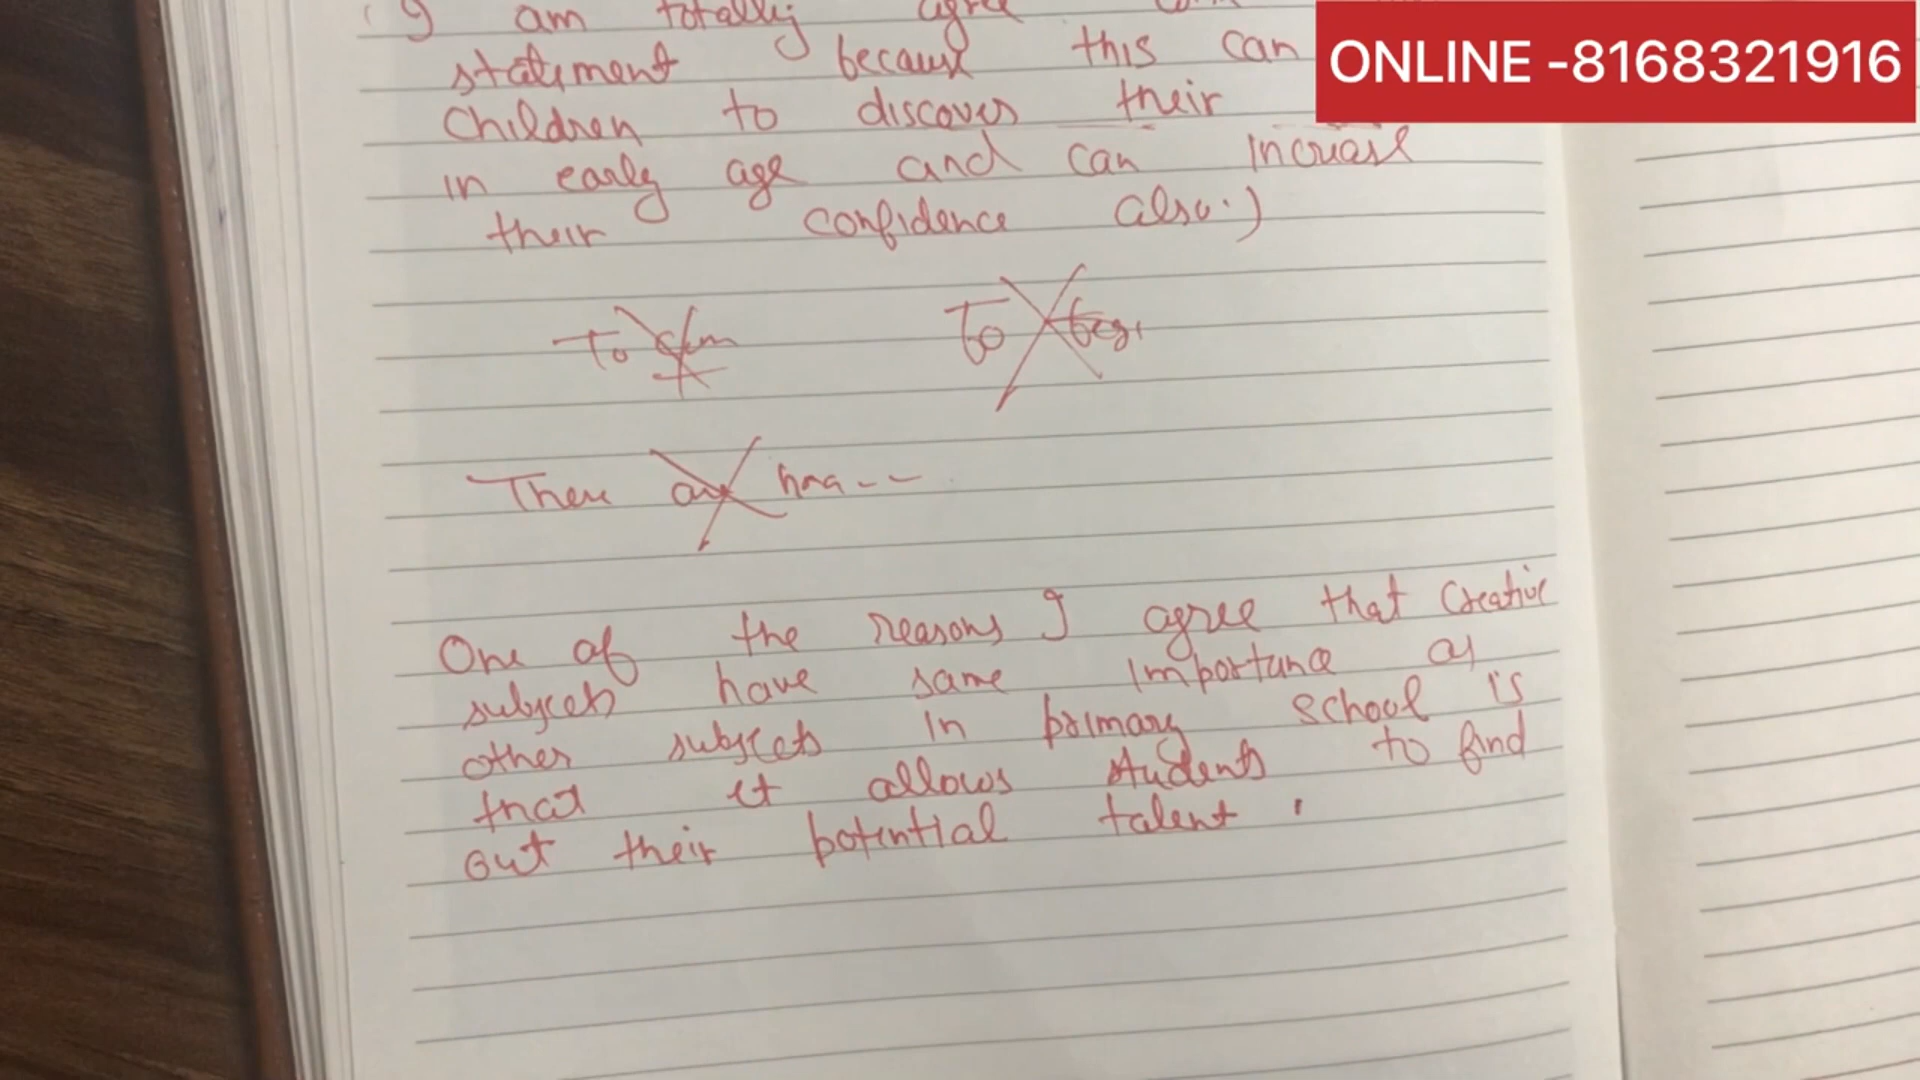 (I am totally agree
statement because this can
ONLINE -8168321916
children to discover their
in early age and can increase
their confidence also.)
To
To
There are
One of the reasons I agree that creative
subjects have same importance as
other subjects in primary school is
that it allows students to find
out their potential talent.